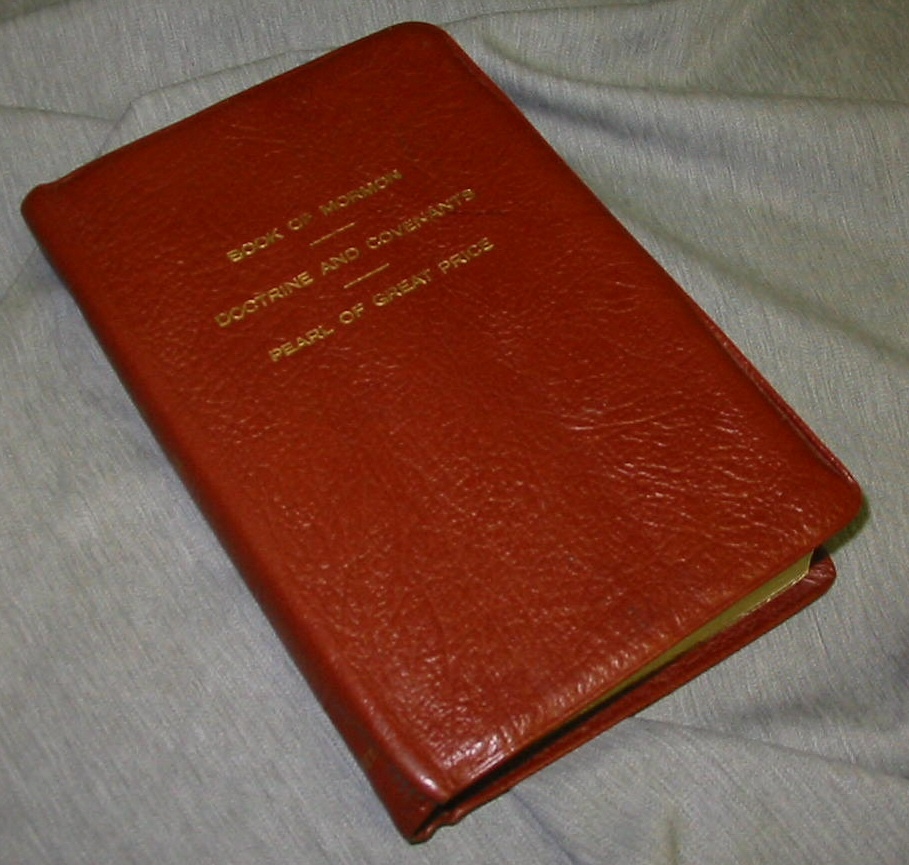 BOOK OF MORMON
DOCTRINE AND COVENANTS
PEARL OF GREAT PRICE